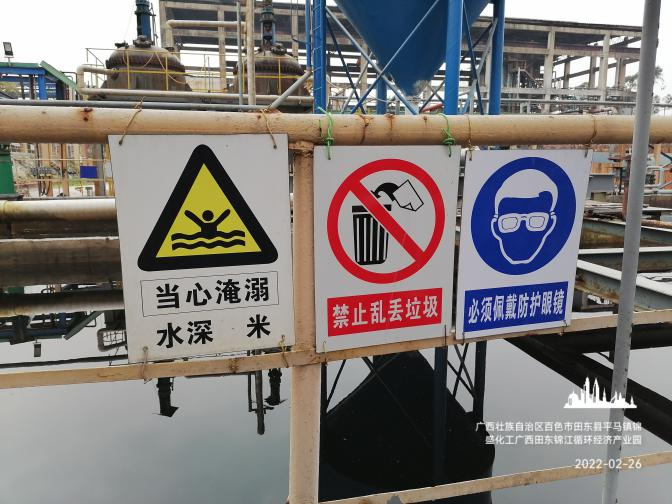 当心淹溺
水深 米
禁止乱丢垃圾
必须佩戴防护眼镜
广西壮族自治区百色市田东县平马镇锦
盛化工广西田东锦江循环经济产业园
2022-02-26